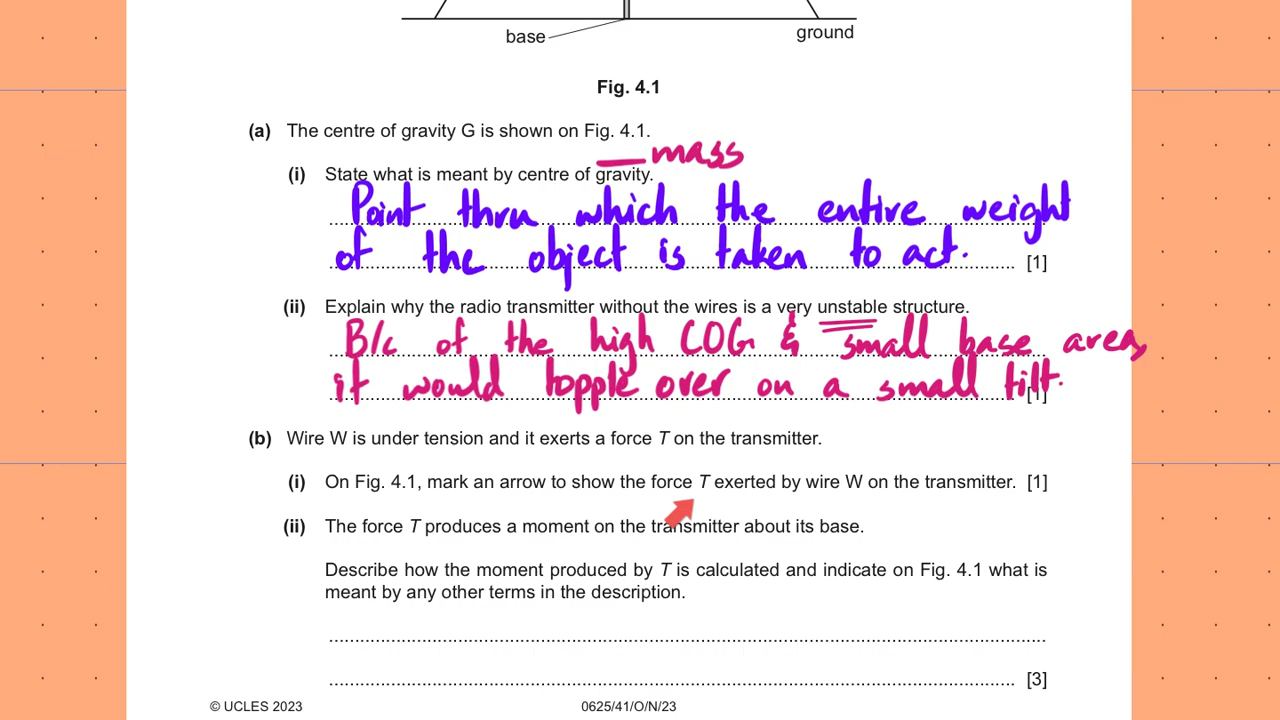 base
ground
Fig. 4.1
(a) The centre of gravity G is shown on Fig. 4.1.
mass
(i) State what is meant by centre of gravity.
Point thru which the entire weight
of the object is taken to act. [1]
(ii) Explain why the radio transmitter without the wires is a very unstable structure.
B/c of the high COG & small base area,
it would topple over on a small tilt. [1]
(b) Wire W is under tension and it exerts a force T on the transmitter.
(i) On Fig. 4.1, mark an arrow to show the force T exerted by wire W on the transmitter. [1]
(ii) The force T produces a moment on the transmitter about its base.
Describe how the moment produced by T is calculated and indicate on Fig. 4.1 what is
meant by any other terms in the description.
[3]
© UCLES 2023
0625/41/O/N/23